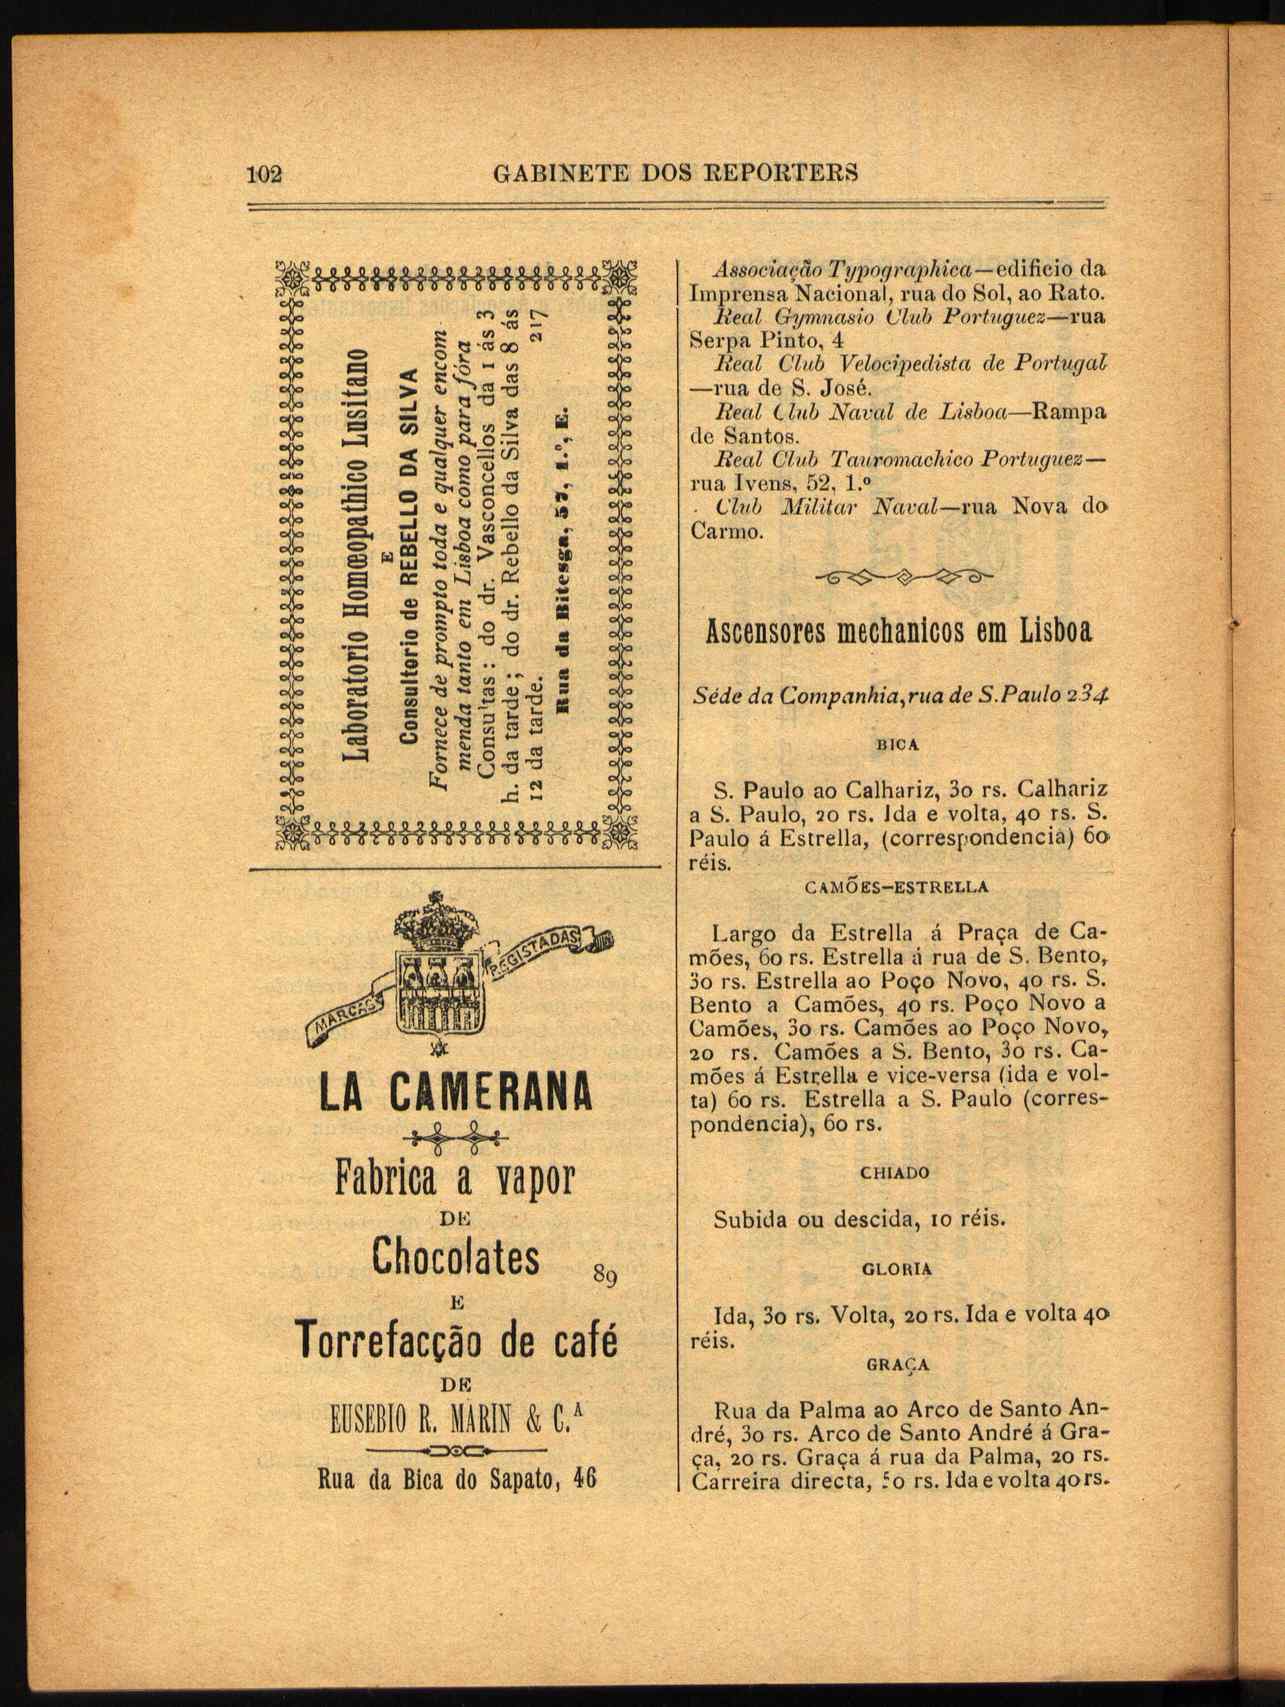 102
GABINETE DOS REPORTERS
Laboratorio Homœopathico Lusitano
E
Consultorio de REBELLO DA SILVA
Fornece de prompto toda e qualquer encom
menda tanto em Lisboa como para fóra
Consu'tas: do dr. Vasconcellos da 1 ás 3
h. da tarde; do dr. Rebello da Silva das 8 ás
12 da tarde. 217
Rua da Bitesga, 57, 1.º, E.
MARCAS REGISTADAS
LA CAMERANA
Fabrica a vapor
DE
Chocolates
89
E
Torrefacção de café
DE
EUSEBIO R. MARIN & C.A
Rua da Bica do Sapato, 46
Associação Typographica—edificio da
Imprensa Nacional, rua do Sol, ao Rato.
Real Gymnasio Club Portuguez—rua
Serpa Pinto, 4
Real Club Velocipedista de Portugal
—rua de S. José.
Real Club Naval de Lisboa—Rampa
de Santos.
Real Club Tauromachico Portuguez—
rua Ivens, 52, 1.º
Club Militar Naval—rua Nova do
Carmo.
Ascensores mechanicos em Lisboa
Séde da Companhia, rua de S. Paulo 234
BICA
S. Paulo ao Calhariz, 30 rs. Calhariz
a S. Paulo, 20 rs. Ida e volta, 40 rs. S.
Paulo á Estrella, (correspondencia) 60
réis.
CAMÕES-ESTRELLA
Largo da Estrella á Praça de Ca-
mões, 60 rs. Estrella á rua de S. Bento,
30 rs. Estrella ao Poço Novo, 40 rs. S.
Bento a Camões, 40 rs. Poço Novo a
Camões, 30 rs. Camões ao Poço Novo,
20 rs. Camões a S. Bento, 30 rs. Ca-
mões á Estrella e vice-versa (ida e vol-
ta) 60 rs. Estrella a S. Paulo (corres-
pondencia), 60 rs.
CHIADO
Subida ou descida, 10 réis.
GLORIA
Ida, 30 rs. Volta, 20 rs. Ida e volta 40
réis.
GRAÇA
Rua da Palma ao Arco de Santo An-
dré, 30 rs. Arco de Santo André á Gra-
ça, 20 rs. Graça á rua da Palma, 20 rs.
Carreira directa, rs. Ida e volta 40 rs.